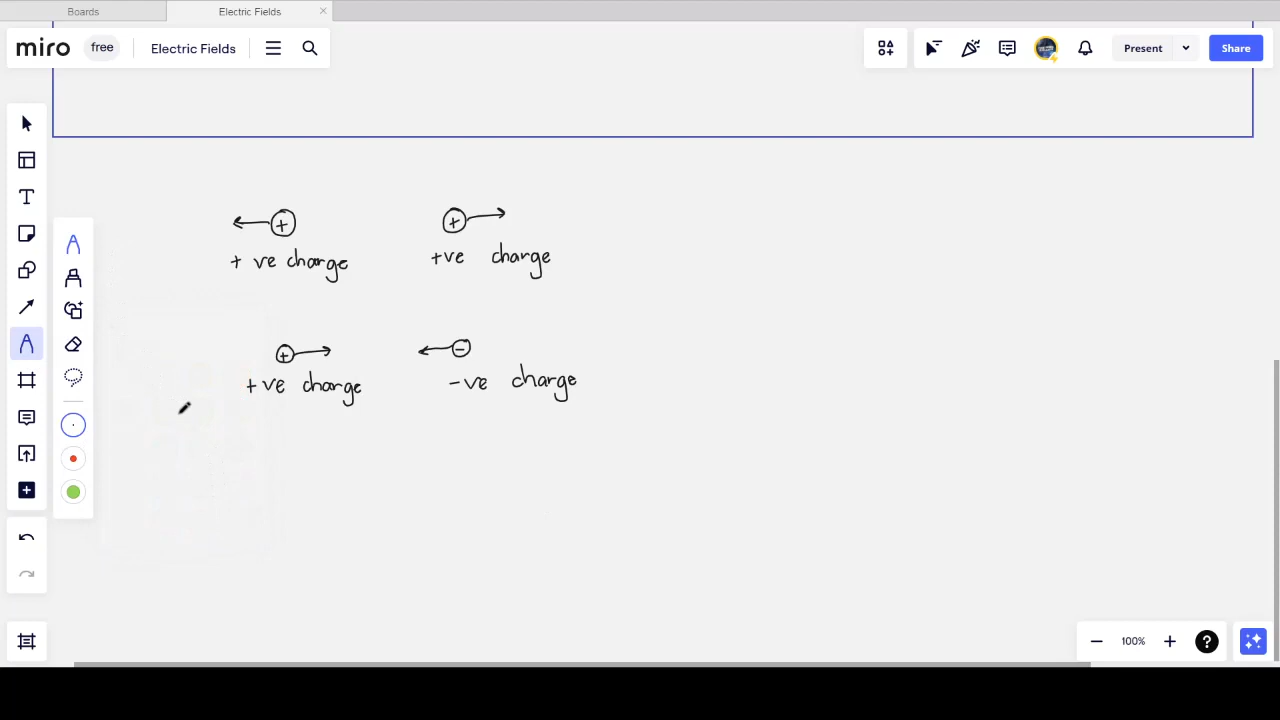 Boards
Electric Fields
miro free Electric Fields
Present
Share
+ +
+ ve charge +ve charge
+ −
+ve charge −ve charge
100%
?